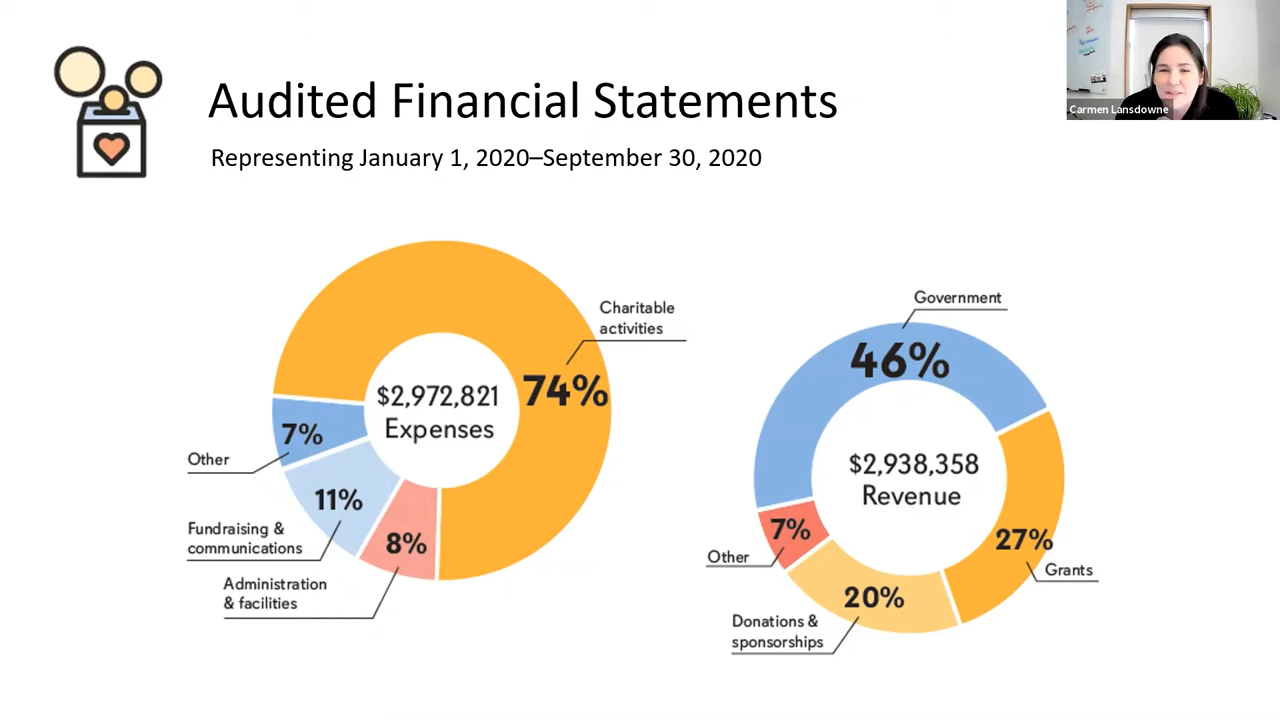 Audited Financial Statements
Representing January 1, 2020–September 30, 2020
Carmen Lansdowne
Charitable
activities
74%
$2,972,821
Expenses
7%
Other
11%
Fundraising &
communications
8%
Administration
& facilities
Government
46%
$2,938,358
Revenue
27%
Grants
7%
Other
20%
Donations &
sponsorships